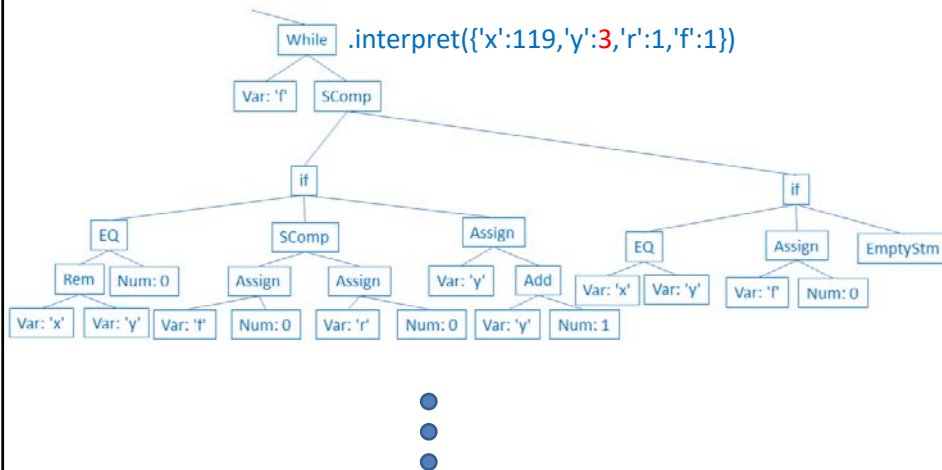 While .interpret({'x':119,'y':3,'r':1,'f':1})
Var: 'f' SComp
if if
EQ SComp Assign EQ Assign EmptyStm
Rem Num: 0 Assign Assign Var: 'y' Add Var: 'x' Var: 'y' Var: 'f' Num: 0
Var: 'x' Var: 'y' Var: 'f' Num: 0 Var: 'r' Num: 0 Var: 'y' Num: 1